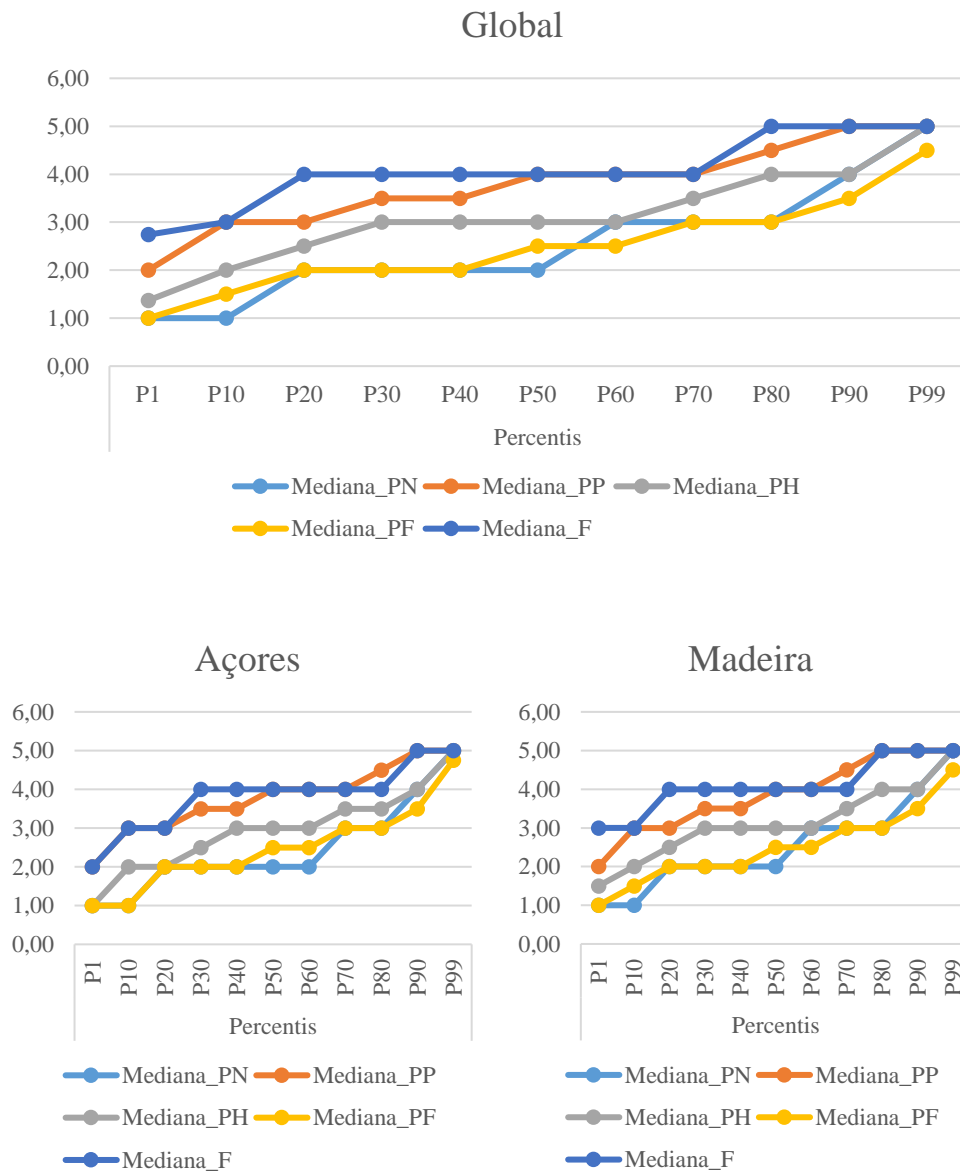 Global
6,00
5,00
4,00
3,00
2,00
1,00
0,00
P1 P10 P20 P30 P40 P50 P60 P70 P80 P90 P99
Percentis
Mediana_PN Mediana_PP Mediana_PH
Mediana_PF Mediana_F
Açores
6,00
5,00
4,00
3,00
2,00
1,00
0,00
P1 P10 P20 P30 P40 P50 P60 P70 P80 P90 P99
Percentis
Mediana_PN Mediana_PP
Mediana_PH Mediana_PF
Mediana_F
Madeira
6,00
5,00
4,00
3,00
2,00
1,00
0,00
P1 P10 P20 P30 P40 P50 P60 P70 P80 P90 P99
Percentis
Mediana_PN Mediana_PP
Mediana_PH Mediana_PF
Mediana_F